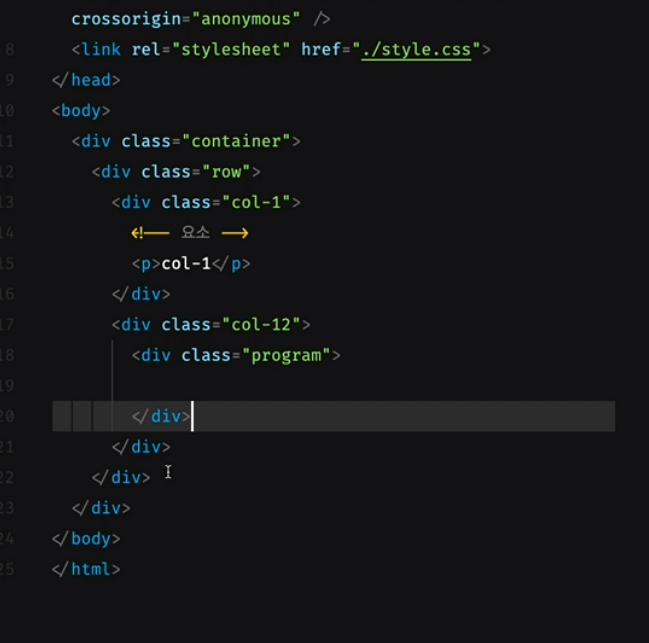 crossorigin="anonymous" />
8 <link rel="stylesheet" href="./style.css">
9 </head>
10 <body>
11 <div class="container">
12 <div class="row">
13 <div class="col-1">
14 <!-- 요소 -->
15 <p>col-1</p>
16 </div>
17 <div class="col-12">
18 <div class="program">
19
20 </div>
21 </div>
22 </div>
23 </div>
24 </body>
25 </html>